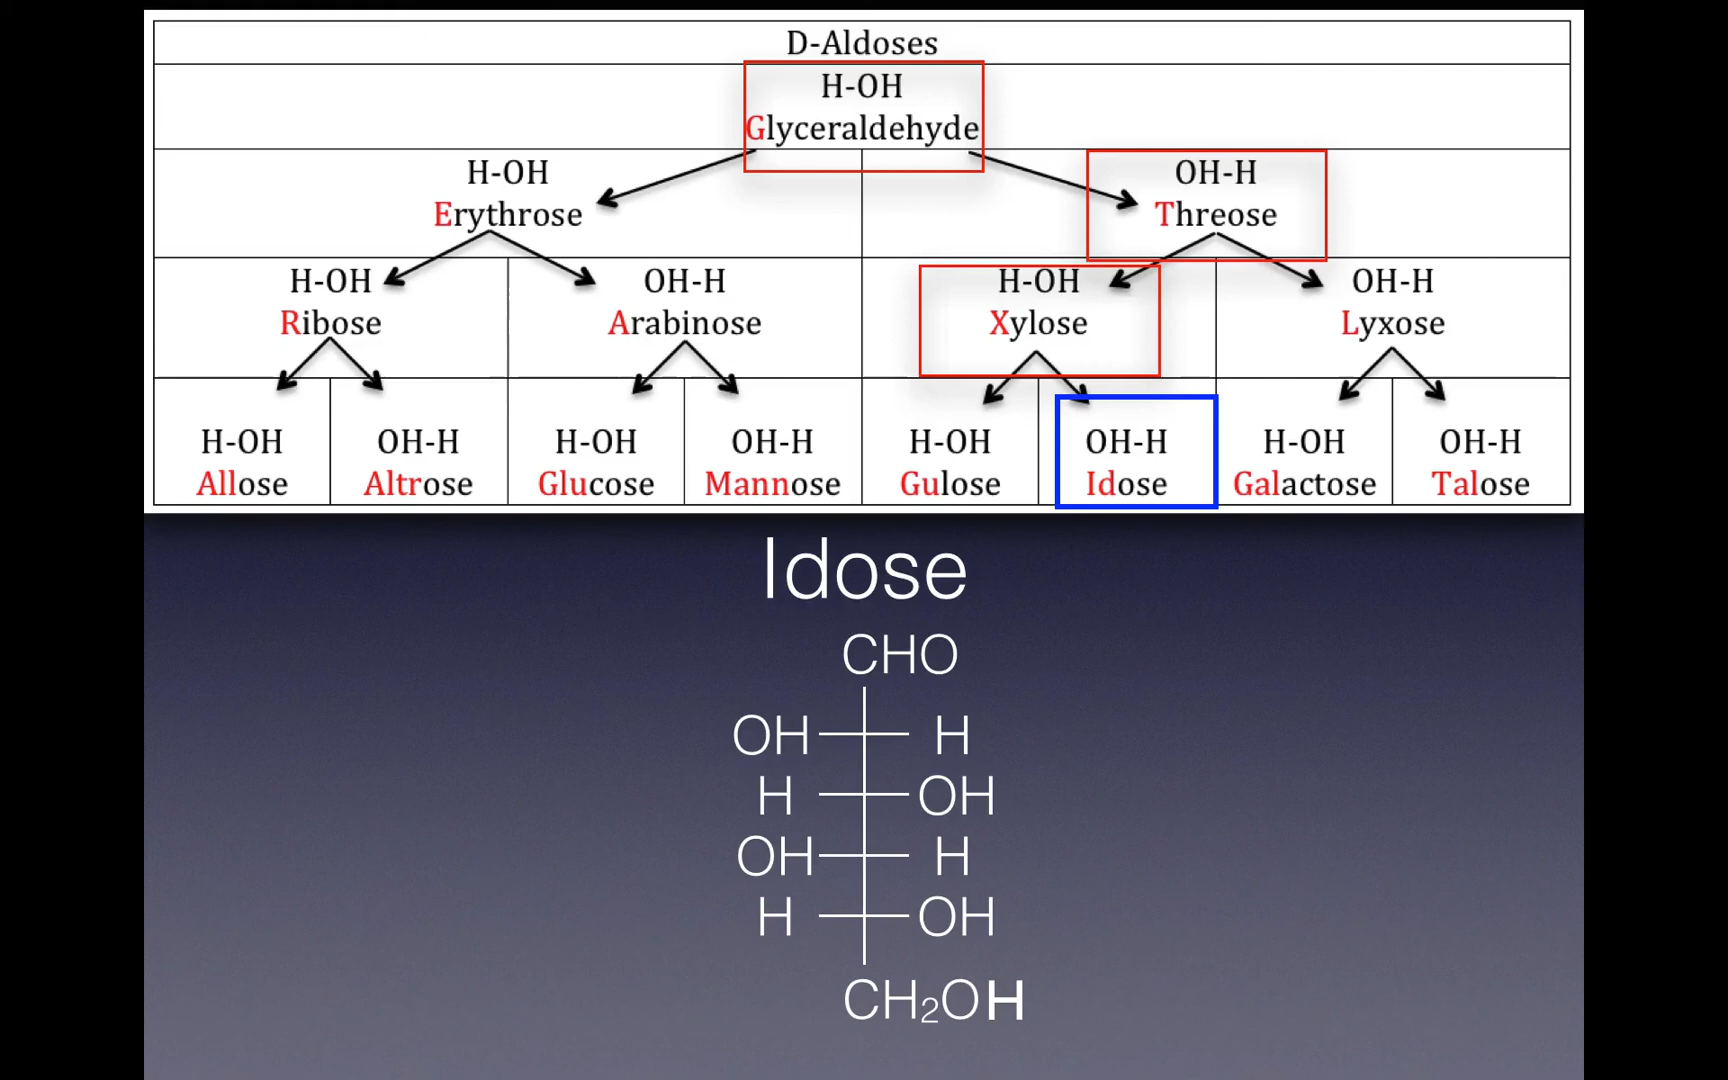 D-Aldoses
H-OH
Glyceraldehyde
H-OH OH-H
Erythrose Threose
H-OH OH-H H-OH OH-H
Ribose Arabinose Xylose Lyxose
H-OH OH-H H-OH OH-H H-OH OH-H H-OH OH-H
Allose Altrose Glucose Mannose Gulose Idose Galactose Talose
Idose
CHO
OH H
H OH
OH H
H OH
CH₂OH